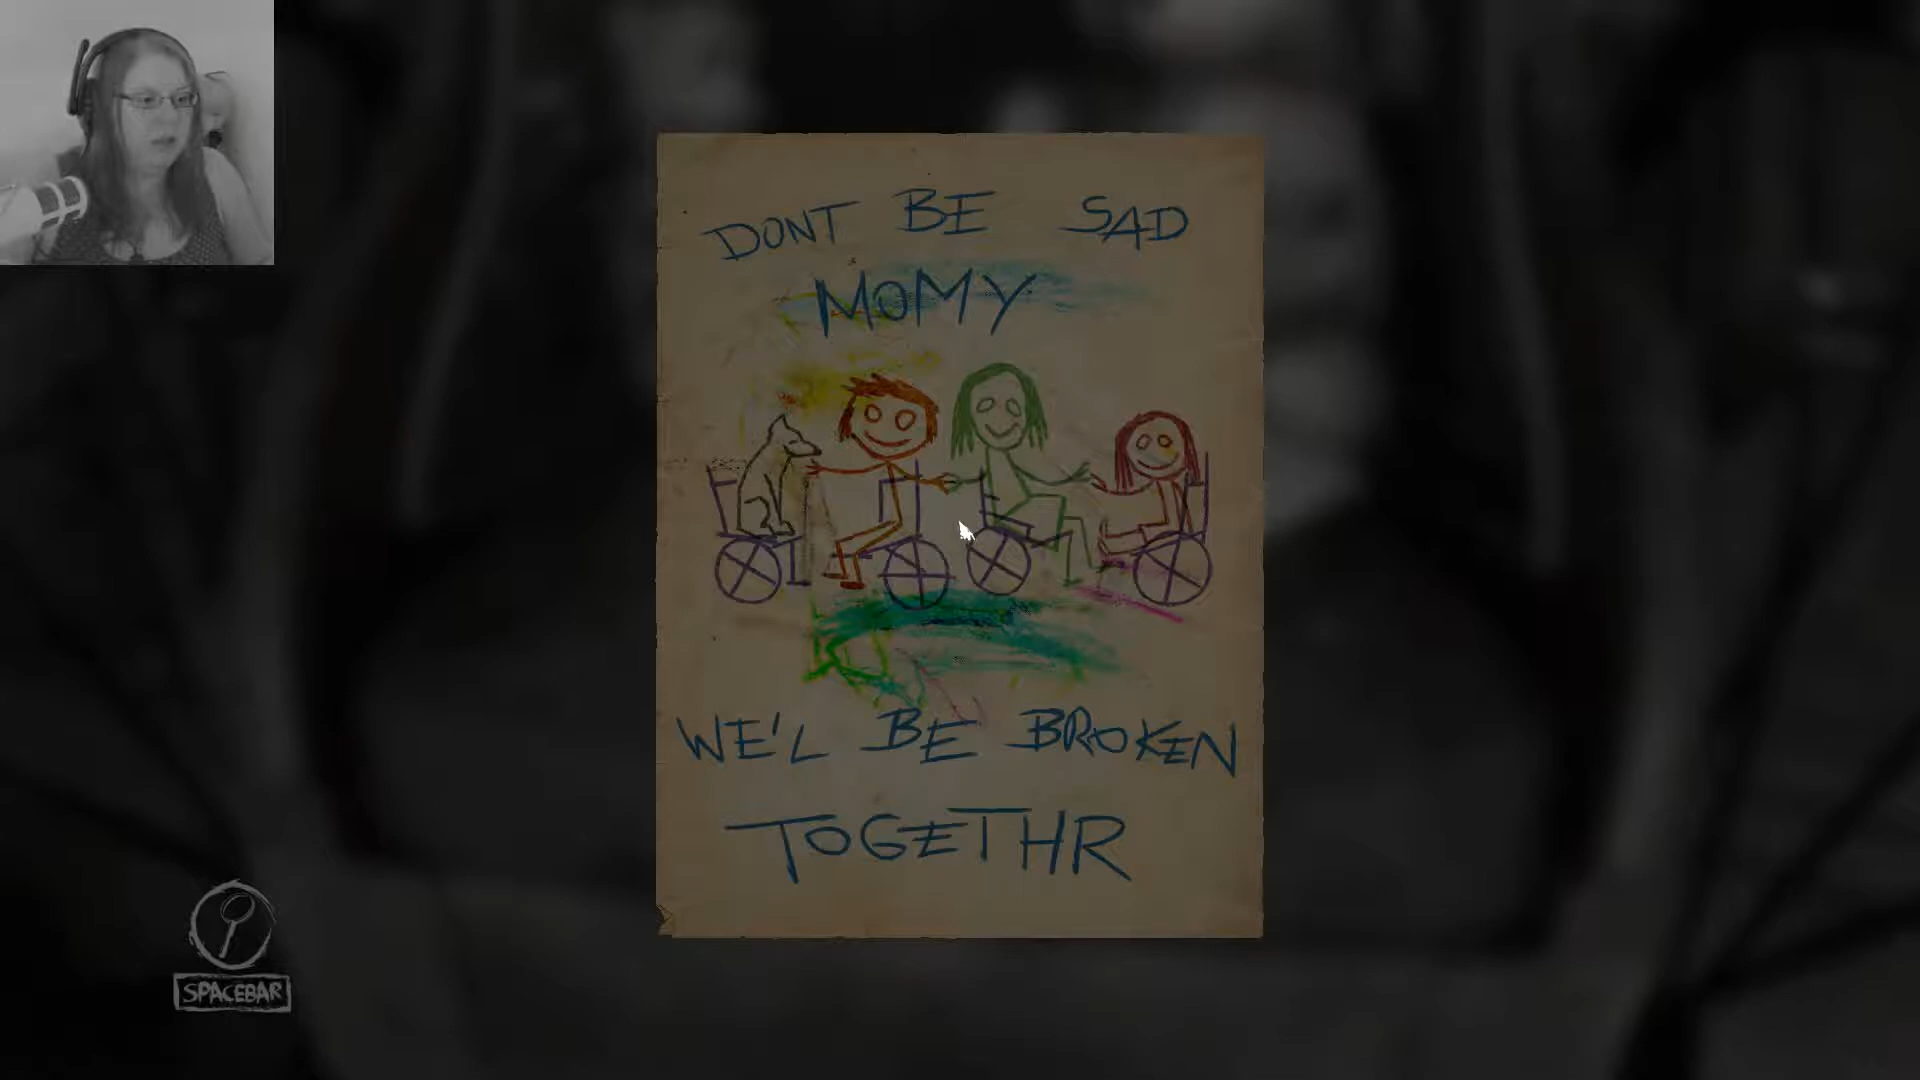 DONT BE SAD
MOMY
WE'L BE BROKEN
TOGETHR
SPACEBAR